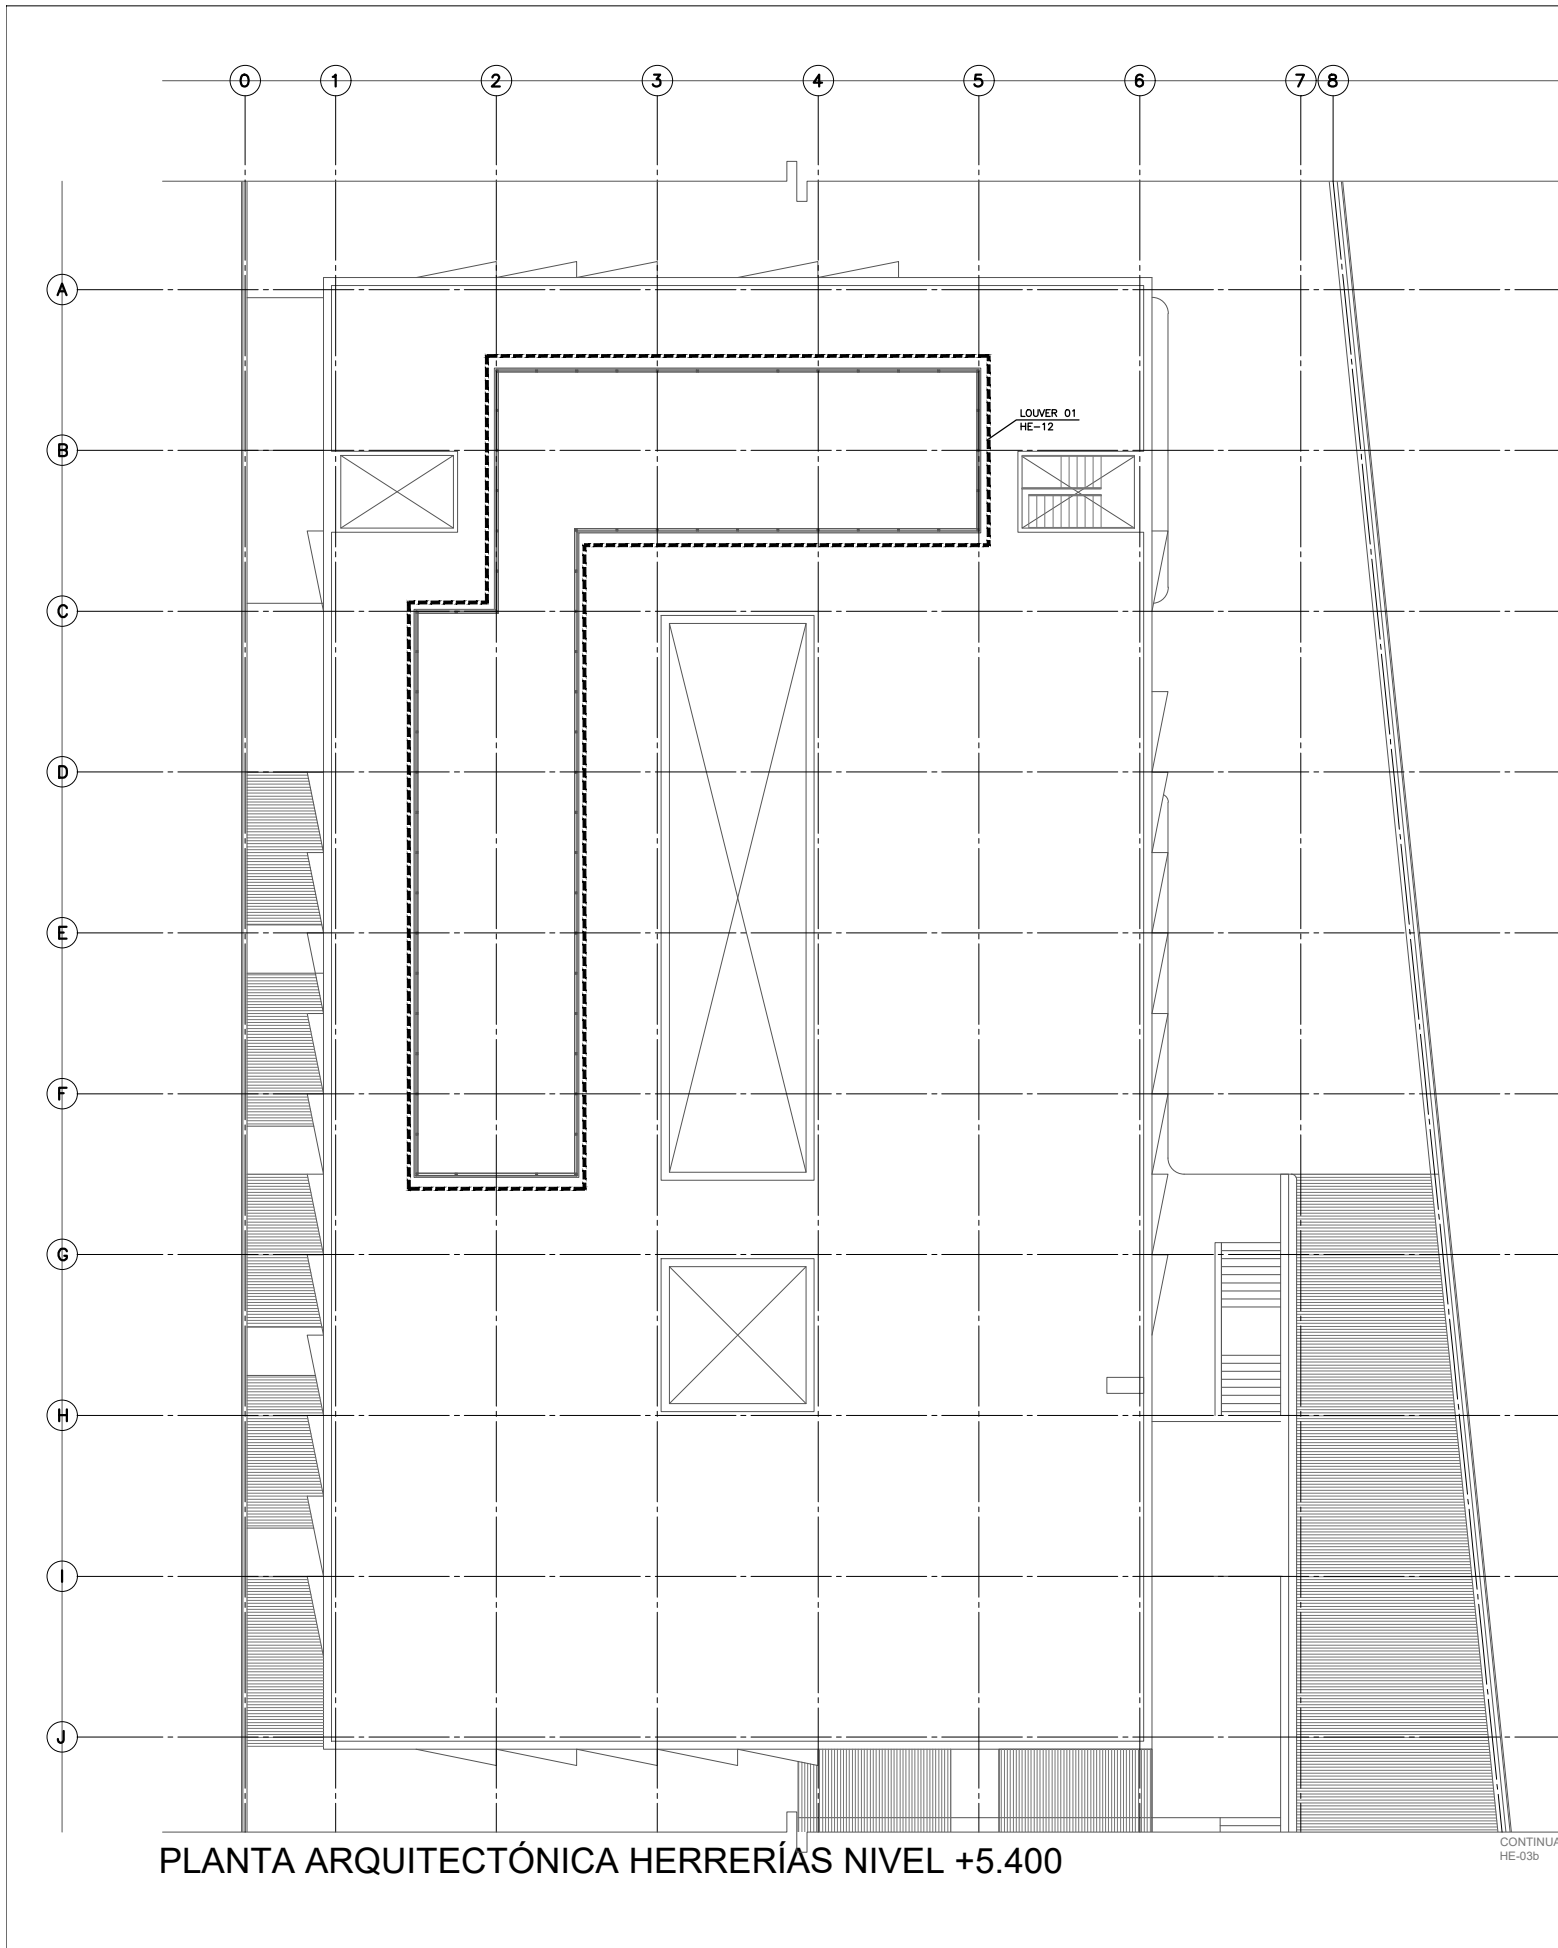 0 1 2 3 4 5 6 7 8
A
LOUVER 01
HE-12
B
C
D
E
F
G
H
I
J
PLANTA ARQUITECTÓNICA HERRERÍAS NIVEL +5.400
CONTINUA
HE-03b